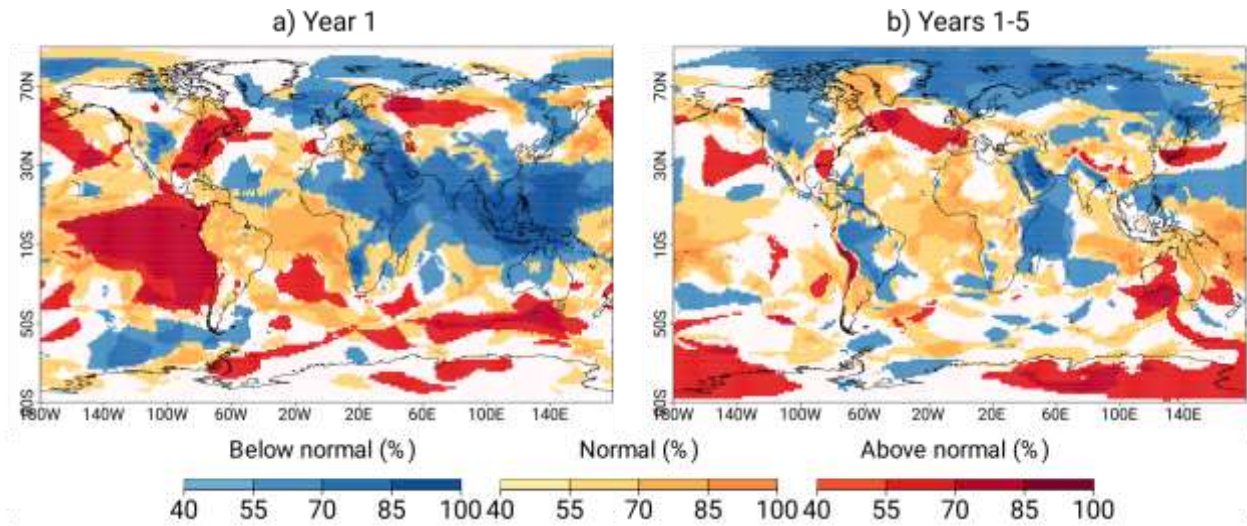 a) Year 1
b) Years 1-5
70N
30N
10S
50S
180W 140W 100W 60W 20W 20E 60E 100E 140E
70N
30N
10S
50S
180W 140W 100W 60W 20W 20E 60E 100E 140E
Below normal (%)
Normal (%)
Above normal (%)
40 55 70 85 100
40 55 70 85 100
40 55 70 85 100